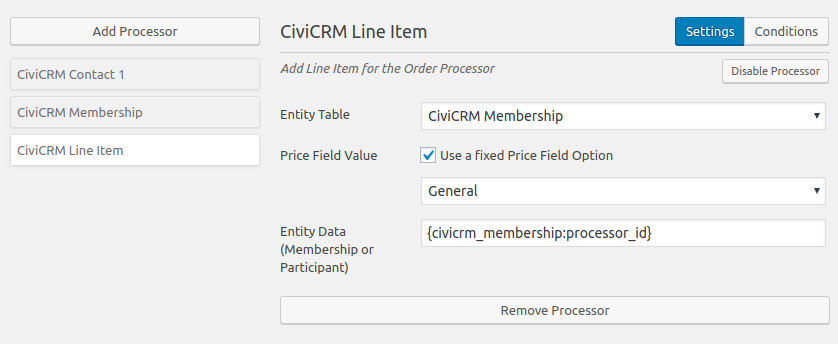 Add Processor
CiviCRM Contact 1
CiviCRM Membership
CiviCRM Line Item
CiviCRM Line Item
Settings
Conditions
Add Line Item for the Order Processor
Disable Processor
Entity Table
CiviCRM Membership
Price Field Value
Use a fixed Price Field Option
General
Entity Data
(Membership or
Participant)
{civicrm_membership:processor_id}
Remove Processor